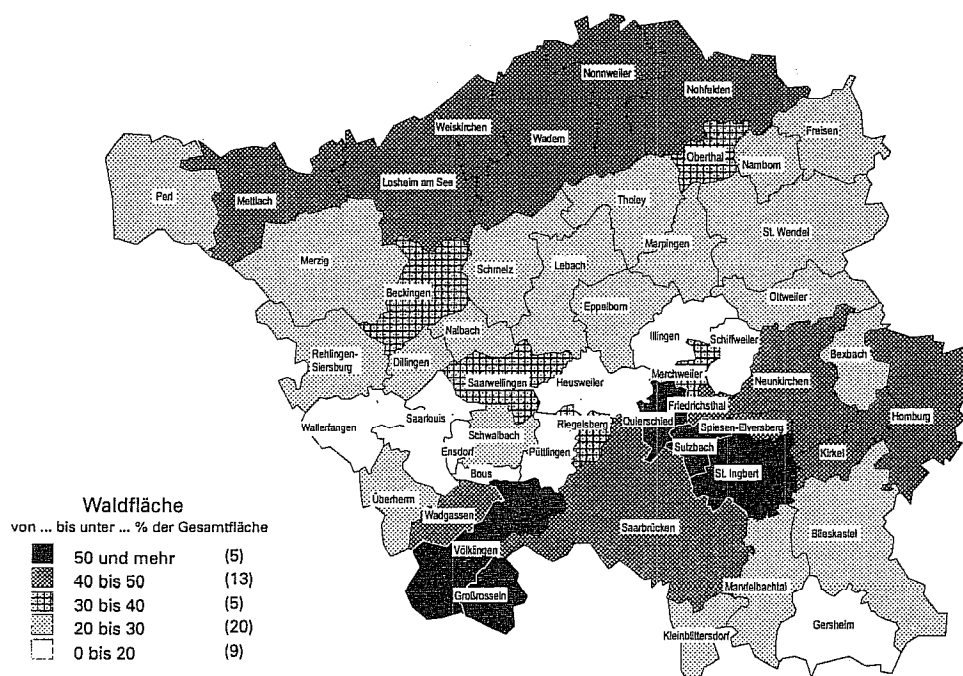 Nonnweiler
Nohfelden
Weiskirchen
Wadern
Freisen
Oberthal
Namborn
Perl
Mettlach
Losheim am See
Tholey
St. Wendel
Merzig
Marpingen
Schmelz
Lebach
Beckingen
Eppelborn
Ottweiler
Nalbach
Illingen
Schiffweiler
Rehlingen-
Siersburg
Dillingen
Bexbach
Merchweiler
Saarwellingen
Heusweiler
Neunkirchen
Friedrichsthal
Homburg
Wallerfangen
Saarlouis
Riegelsberg
Quierschied
Spiesen-Elversberg
Schwalbach
Ensdorf
Püttlingen
Sulzbach
Kirkel
Bous
St. Ingbert
Überherrn
Wadgassen
Saarbrücken
Blieskastel
Völklingen
Mandelbachtal
Großrosseln
Gersheim
Kleinblittersdorf
Waldfläche
von ... bis unter ... % der Gesamtfläche
50 und mehr (5)
40 bis 50 (13)
30 bis 40 (5)
20 bis 30 (20)
0 bis 20 (9)